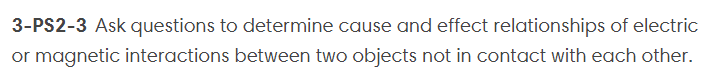 3-PS2-3 Ask questions to determine cause and effect relationships of electric
or magnetic interactions between two objects not in contact with each other.